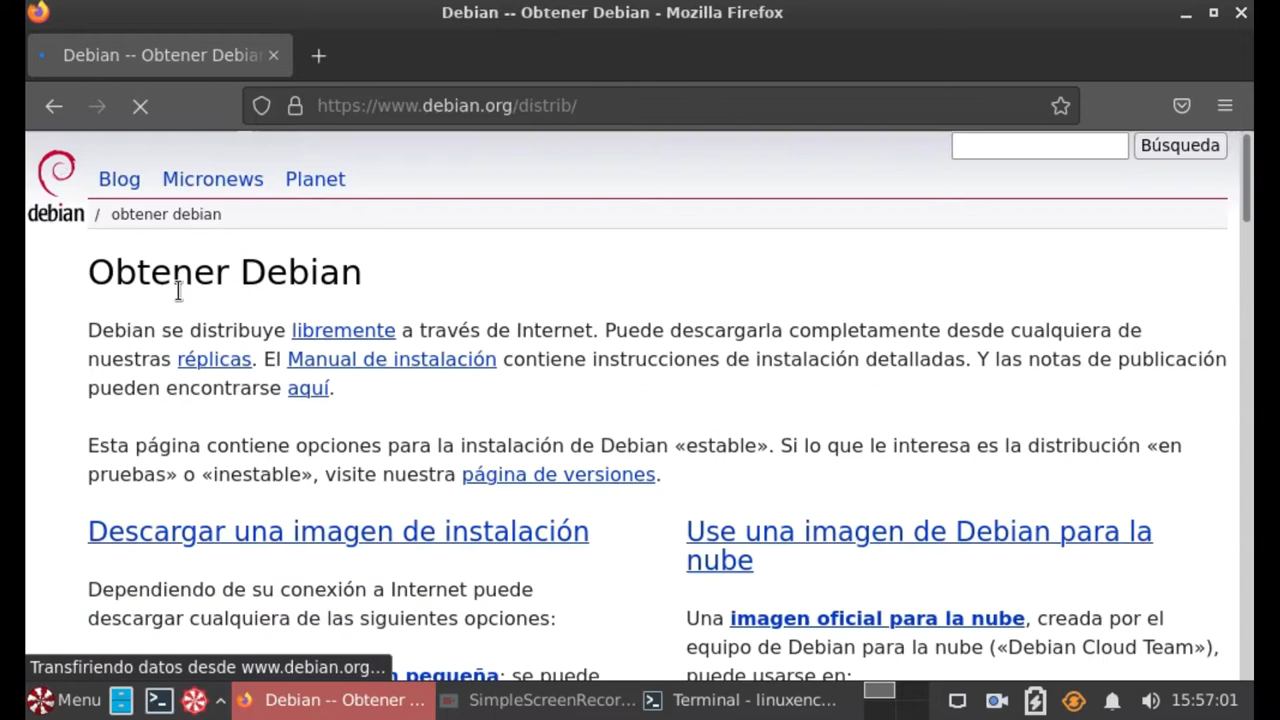 Debian -- Obtener Debian - Mozilla Firefox
Debian -- Obtener Debia
https://www.debian.org/distrib/
Búsqueda
Blog Micronews Planet
debian / obtener debian
Obtener Debian
Debian se distribuye libremente a través de Internet. Puede descargarla completamente desde cualquiera de
nuestras réplicas. El Manual de instalación contiene instrucciones de instalación detalladas. Y las notas de publicación
pueden encontrarse aquí.
Esta página contiene opciones para la instalación de Debian «estable». Si lo que le interesa es la distribución «en
pruebas» o «inestable», visite nuestra página de versiones.
Descargar una imagen de instalación
Dependiendo de su conexión a Internet puede
descargar cualquiera de las siguientes opciones:
pequeña: se puede
Use una imagen de Debian para la
nube
Una imagen oficial para la nube, creada por el
equipo de Debian para la nube («Debian Cloud Team»),
puede usarse en:
Transfiriendo datos desde www.debian.org...
Menu Debian -- Obtener ... SimpleScreenRecor... Terminal - linuxenc... 15:57:01